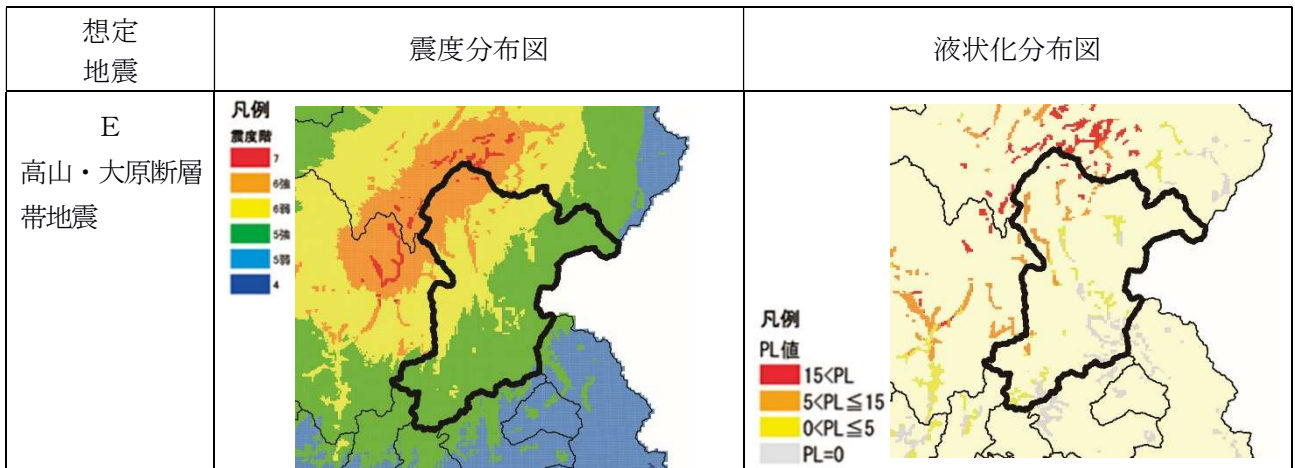 想定
地震
震度分布図
液状化分布図
E
高山・大原断層
帯地震
凡例
震度階
7
6強
6弱
5強
5弱
4
凡例
PL値
15<PL
5<PL≦15
0<PL≦5
PL=0